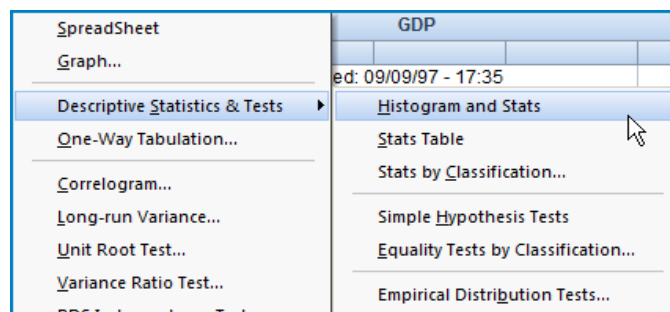 SpreadSheet
Graph...
Descriptive Statistics & Tests
One-Way Tabulation...
Correlogram...
Long-run Variance...
Unit Root Test...
Variance Ratio Test...
GDP
ed: 09/09/97 - 17:35
Histogram and Stats
Stats Table
Stats by Classification...
Simple Hypothesis Tests
Equality Tests by Classification...
Empirical Distribution Tests...